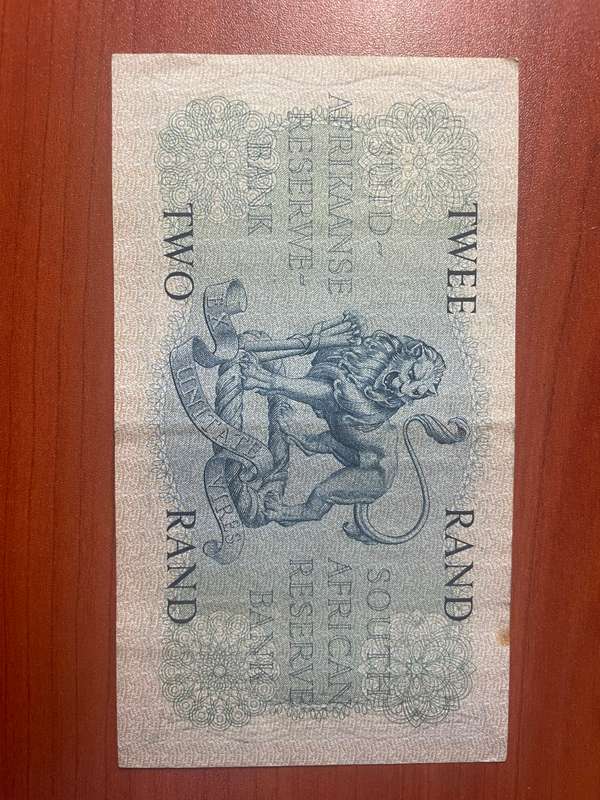 TWEE RAND
SUID-
AFRIKAANSE
RESERWE-
BANK
SOUTH
AFRICAN
RESERVE
BANK
EX UNITATE VIRES
TWO RAND